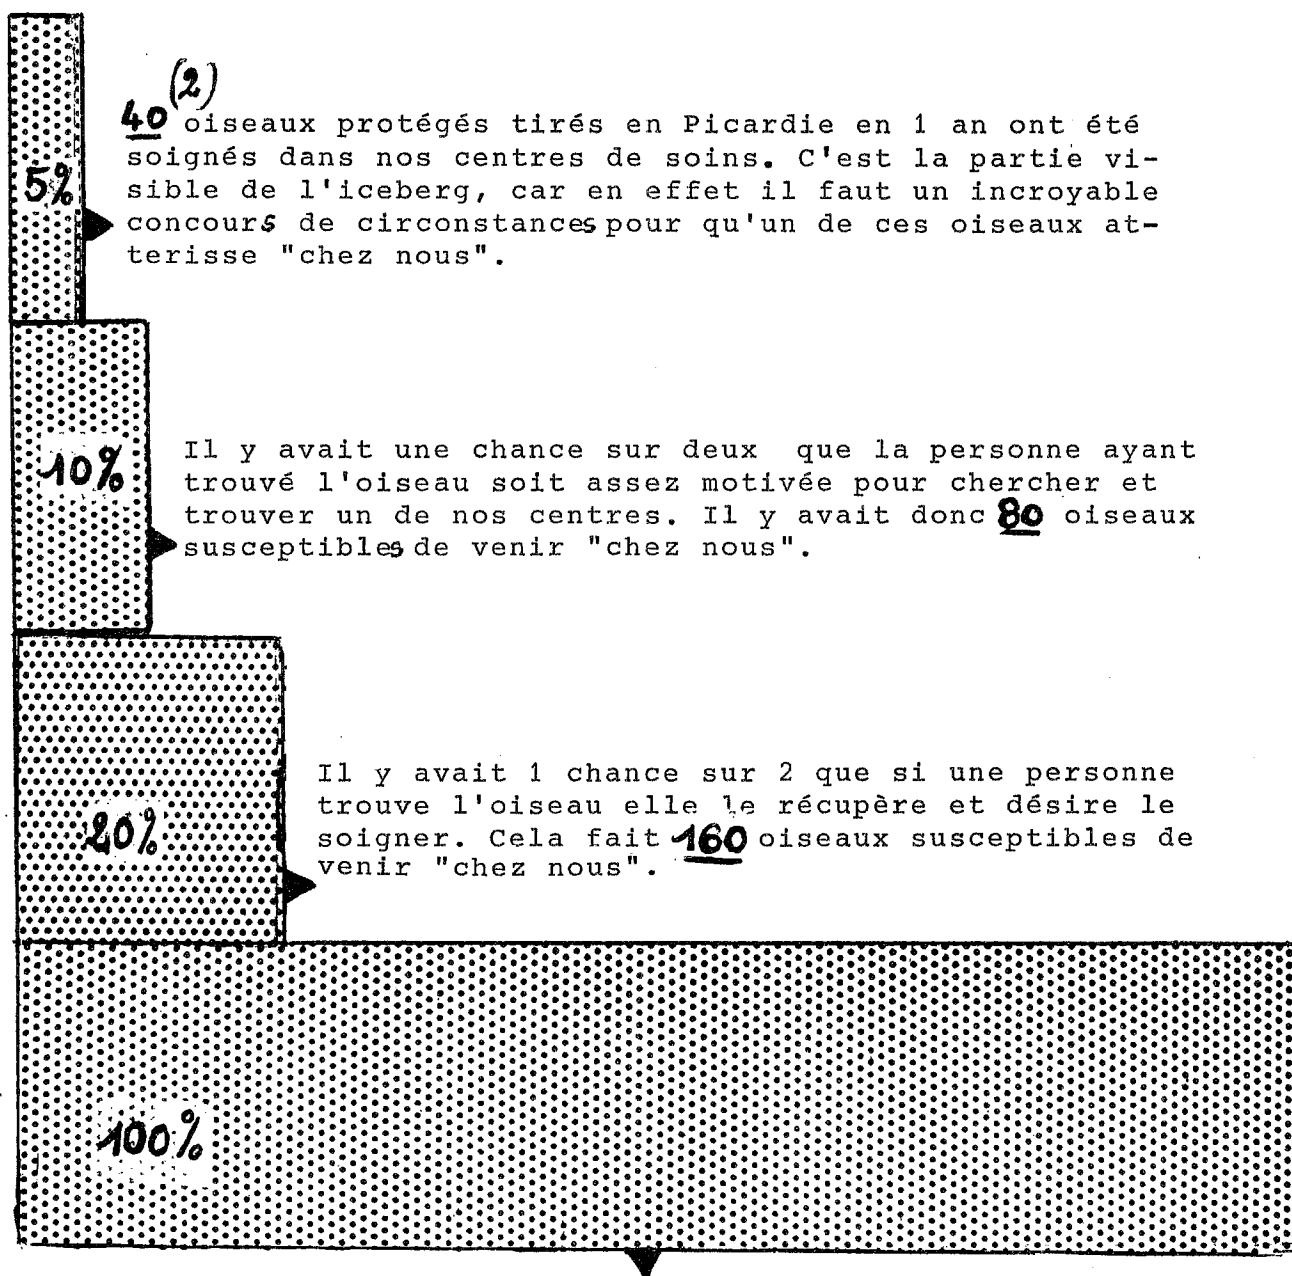 (2)
40 oiseaux protégés tirés en Picardie en 1 an ont été
soignés dans nos centres de soins. C'est la partie vi-
5% sible de l'iceberg, car en effet il faut un incroyable
concours de circonstances pour qu'un de ces oiseaux at-
terisse "chez nous".
Il y avait une chance sur deux que la personne ayant
10% trouvé l'oiseau soit assez motivée pour chercher et
trouver un de nos centres. Il y avait donc 80 oiseaux
susceptibles de venir "chez nous".
Il y avait 1 chance sur 2 que si une personne
trouve l'oiseau elle le récupère et désire le
20% soigner. Cela fait 160 oiseaux susceptibles de
venir "chez nous".
100%